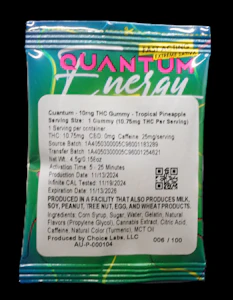 QUANTUM
Energy
Quantum - 10mg THC Gummy - Tropical Pineapple
Serving Size: 1 Gummy (10.75mg THC Per Serving)
1 Serving per container
THC: 10.75mg CBG: 0mg Caffeine: 25mg/serving
Source Batch: 1A4050300005C96001183289
Transfer Batch: 1A4050300005C96001254621
Net Wt: 4.5g/0.15oz
Activation Time: 5 - 25 Minutes
Production Date: 11/13/2024
Infinite CAL Tested: 11/19/2024
Expiration Date: 11/13/2025
PRODUCED IN A FACILITY THAT ALSO PRODUCES MILK,
SOY, PEANUT, TREE NUT, EGG, AND WHEAT PRODUCTS.
Ingredients: Corn Syrup, Sugar, Water, Gelatin, Natural
Flavors (Propylene Glycol), Cannabis Extract, Citric Acid,
Caffeine, Natural Color (Turmeric), MCT Oil
Produced by Choice Labs, LLC
AU-P-000104
006 / 100